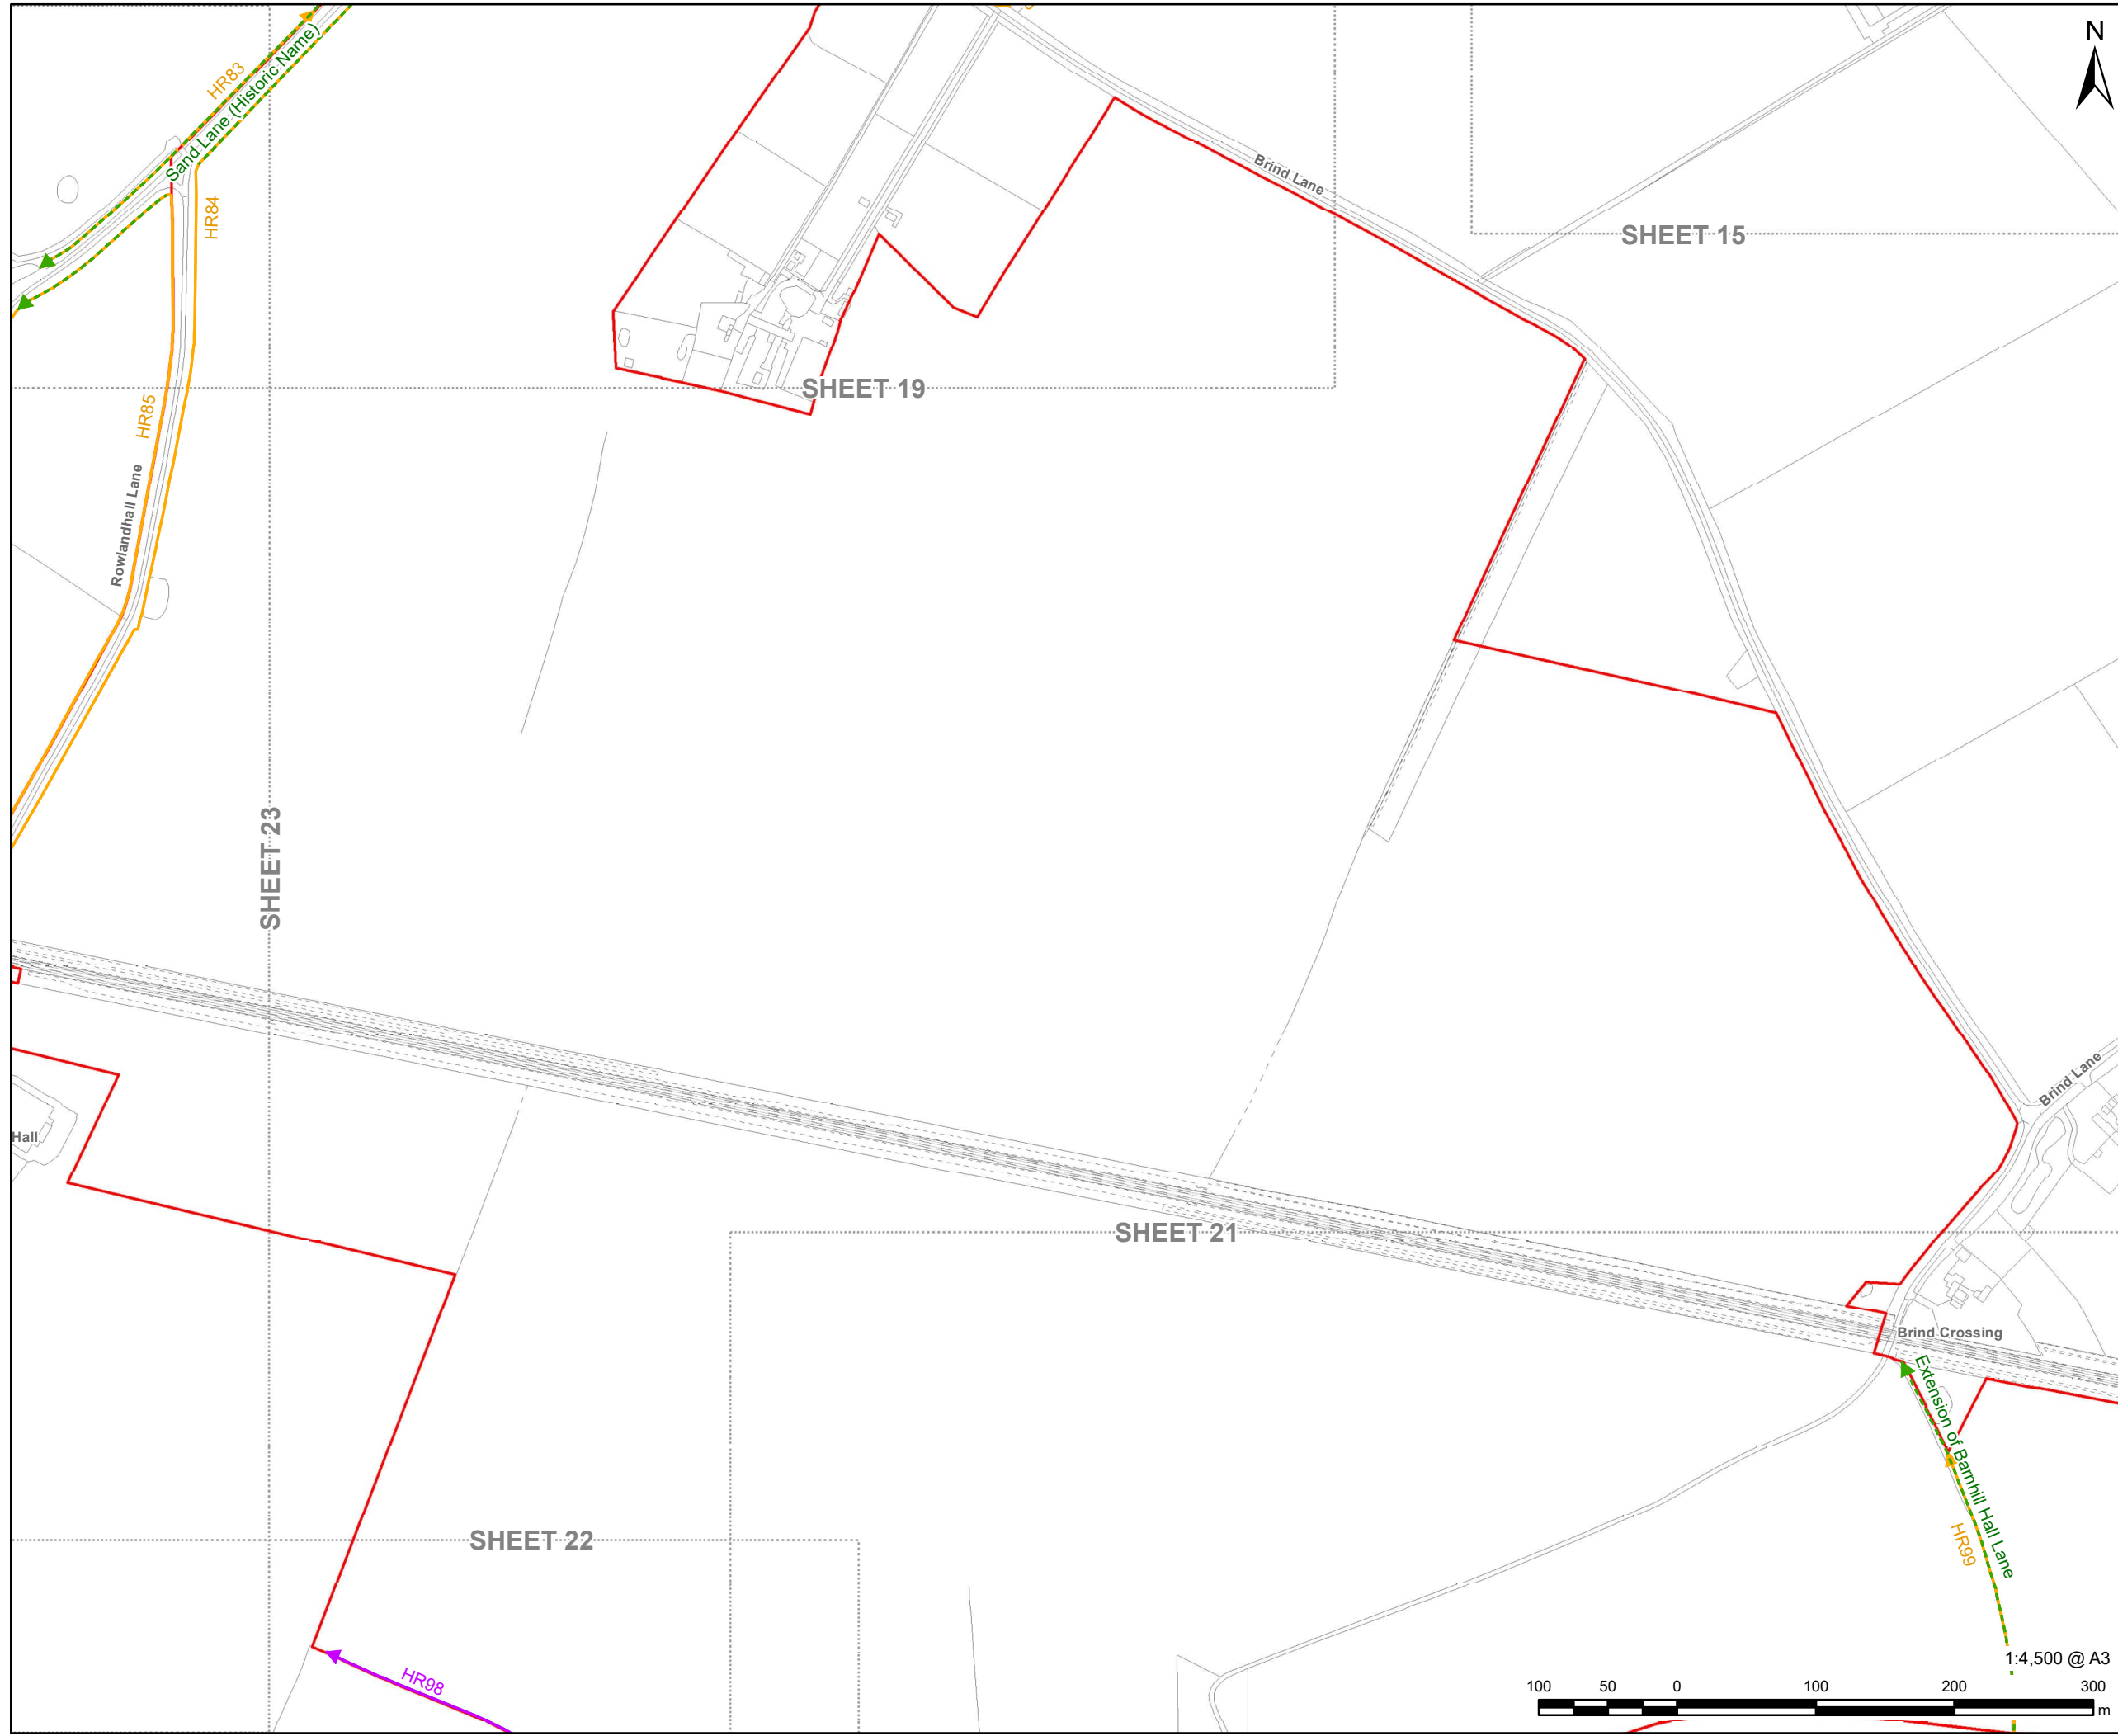 N
HR83
Sand Lane (Historic Name)
HR84
Brind Lane
SHEET 15
SHEET 19
HR85
Rowlandhall Lane
SHEET 23
Hall
Brind Lane
SHEET 21
Brind Crossing
Extension of Barnhill Hall Lane
HR99
SHEET 22
HR98
1:4,500 @ A3
100 50 0 100 200 300
m